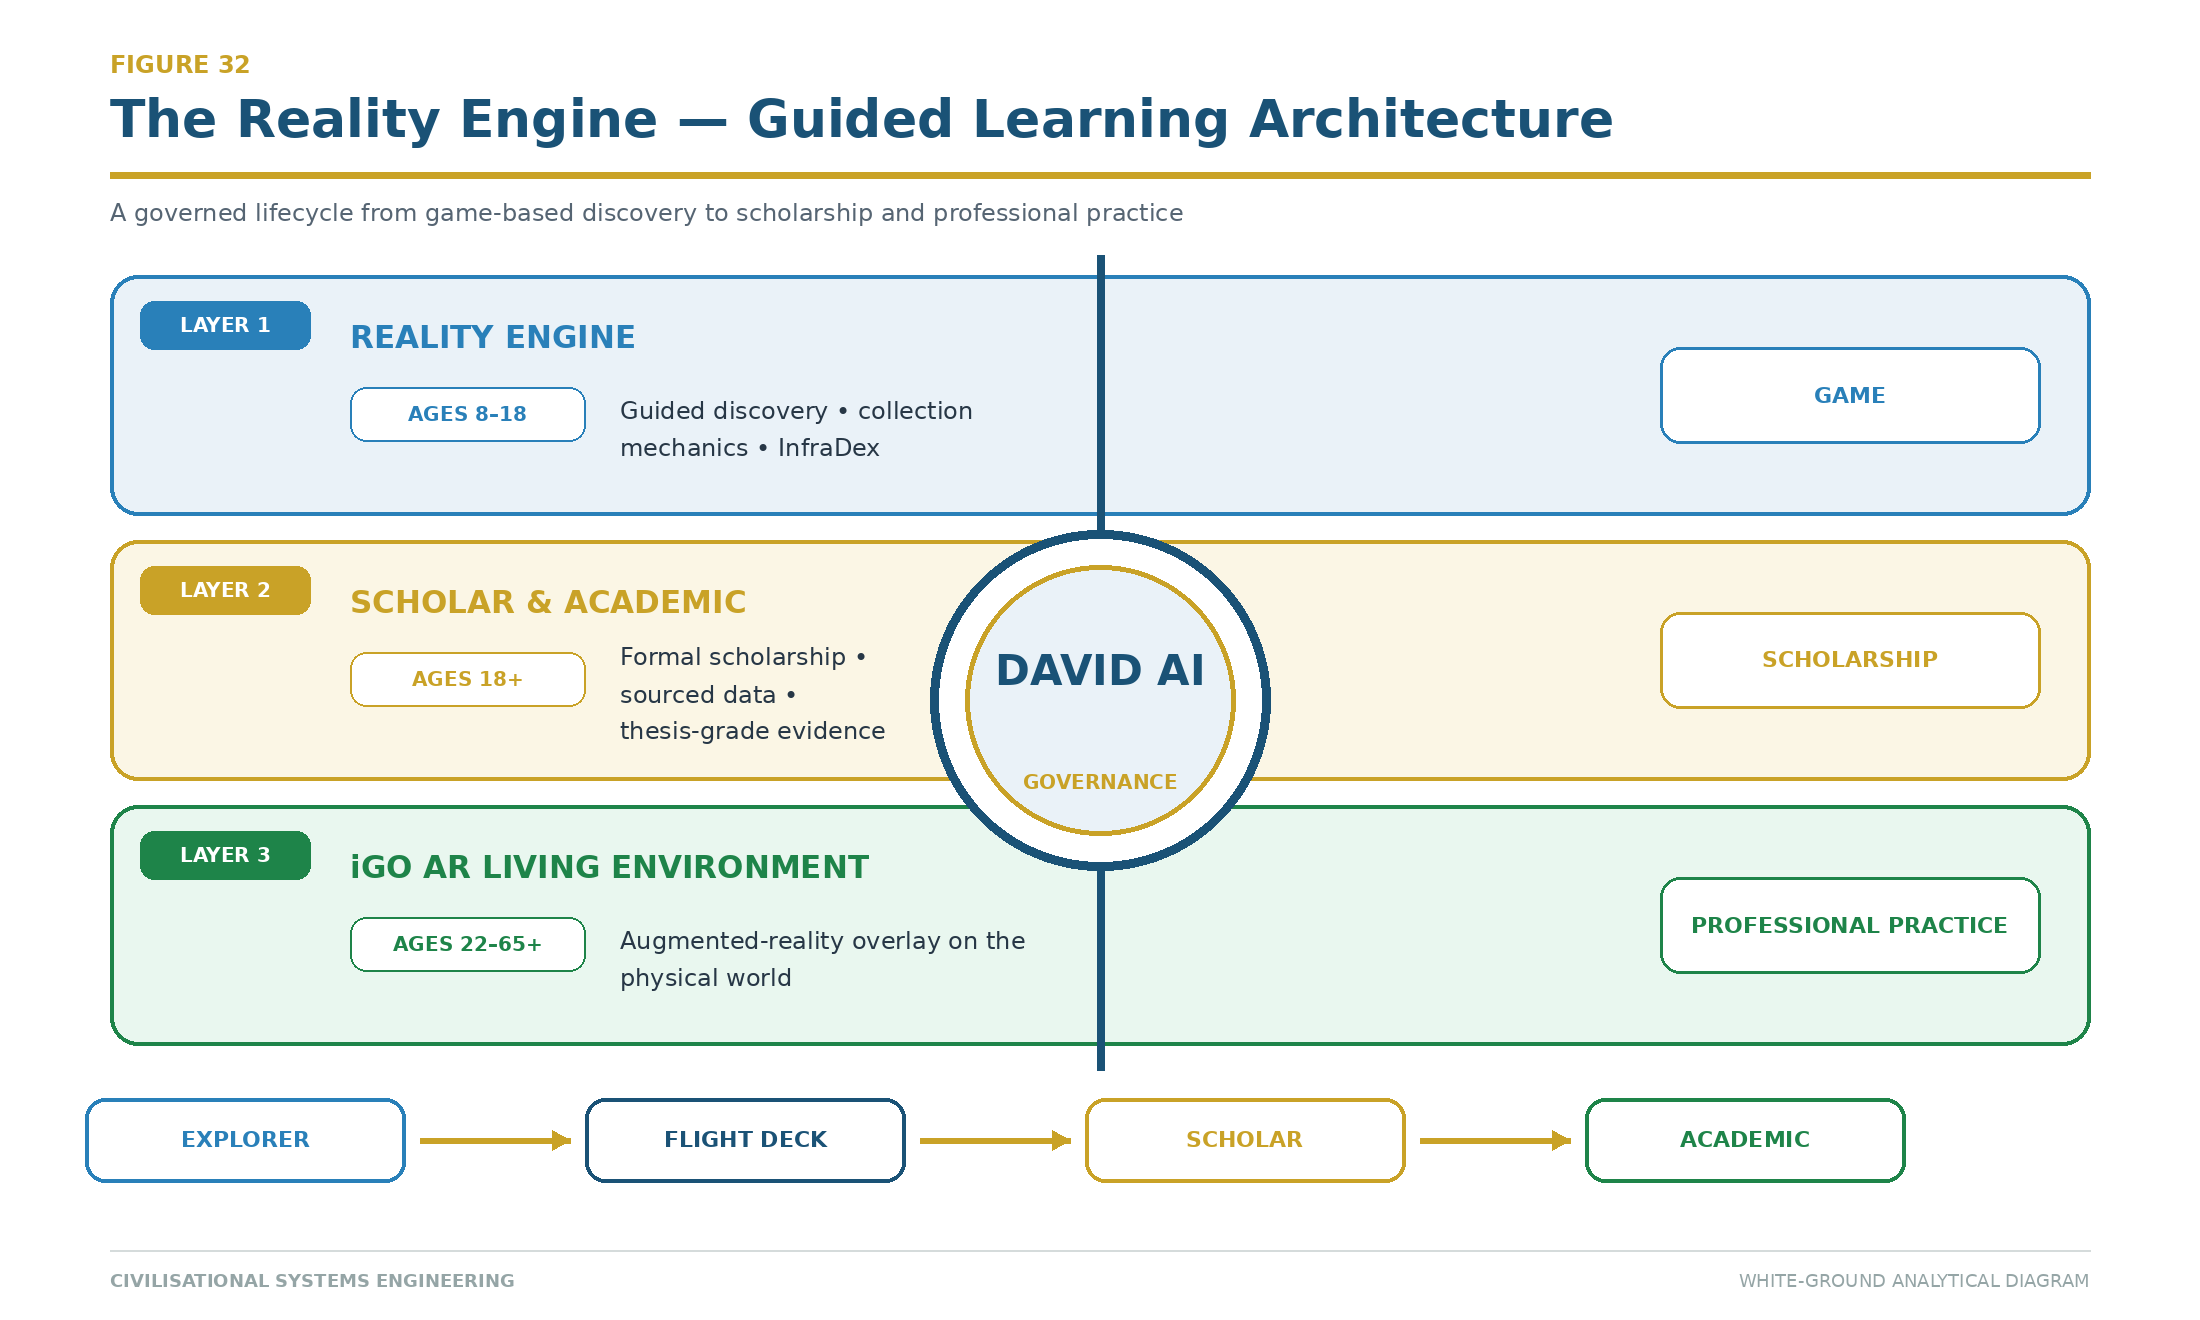 FIGURE 32
The Reality Engine — Guided Learning Architecture
A governed lifecycle from game-based discovery to scholarship and professional practice
LAYER 1
REALITY ENGINE
AGES 8–18
Guided discovery • collection
mechanics • InfraDex
GAME
LAYER 2
SCHOLAR & ACADEMIC
AGES 18+
Formal scholarship •
sourced data •
thesis-grade evidence
DAVID AI
GOVERNANCE
SCHOLARSHIP
LAYER 3
iGO AR LIVING ENVIRONMENT
AGES 22–65+
Augmented-reality overlay on the
physical world
PROFESSIONAL PRACTICE
EXPLORER
FLIGHT DECK
SCHOLAR
ACADEMIC
CIVILISATIONAL SYSTEMS ENGINEERING
WHITE-GROUND ANALYTICAL DIAGRAM